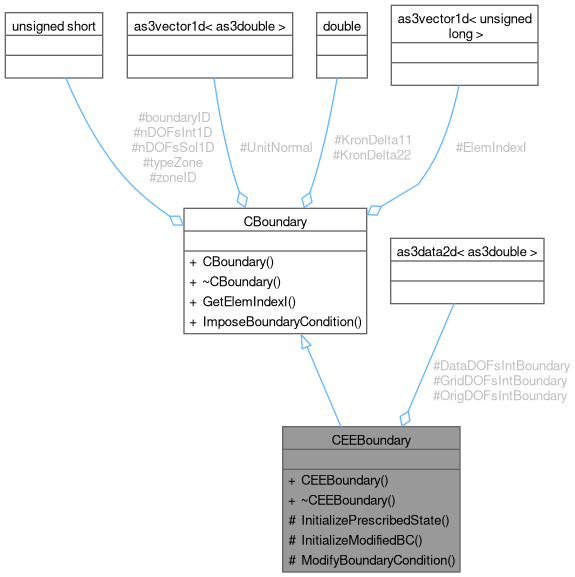 unsigned short
as3vector1d< as3double >
double
as3vector1d< unsigned
long >
#boundaryID
#nDOFsInt1D
#nDOFsSol1D
#typeZone
#zoneID
#UnitNormal
#KronDelta11
#KronDelta22
#ElemIndexI
CBoundary
+ CBoundary()
+ ~CBoundary()
+ GetElemIndexI()
+ ImposeBoundaryCondition()
as3data2d< as3double >
#DataDOFsIntBoundary
#GridDOFsIntBoundary
#OrigDOFsIntBoundary
CEEBoundary
+ CEEBoundary()
+ ~CEEBoundary()
# InitializePrescribedState()
# InitializeModifiedBC()
# ModifyBoundaryCondition()